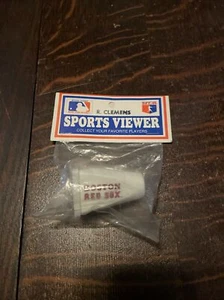 R. CLEMENS
SPORTS VIEWER
COLLECT YOUR FAVORITE PLAYERS
BOSTON
RED SOX